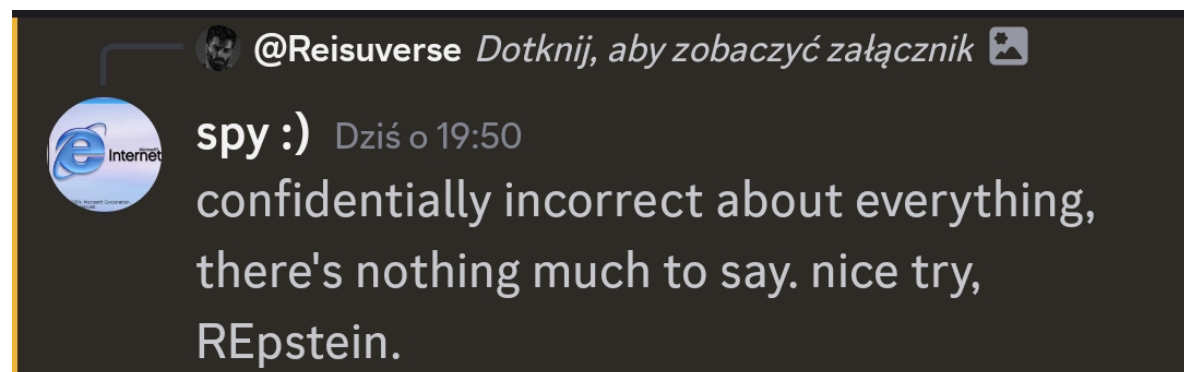 @Reisuverse Dotknij, aby zobaczyć załącznik
spy :) Dziś o 19:50
Internet
confidentially incorrect about everything,
there's nothing much to say. nice try,
REpstein.